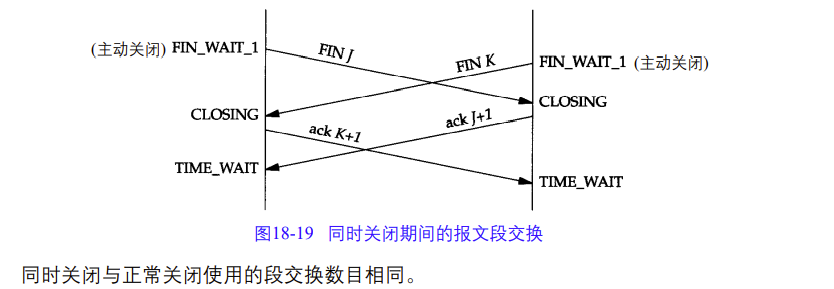 (主动关闭) FIN_WAIT_1
FIN J
FIN K
FIN_WAIT_1 (主动关闭)
CLOSING
CLOSING
ack K+1
ack J+1
TIME_WAIT
TIME_WAIT
图18-19 同时关闭期间的报文段交换
同时关闭与正常关闭使用的段交换数目相同。